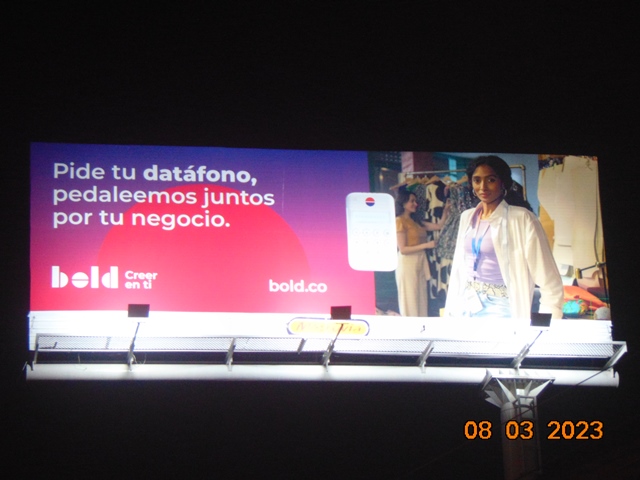 Pide tu datáfono,
pedaleemos juntos
por tu negocio.
bold Creer
en ti
bold.co
08 03 2023